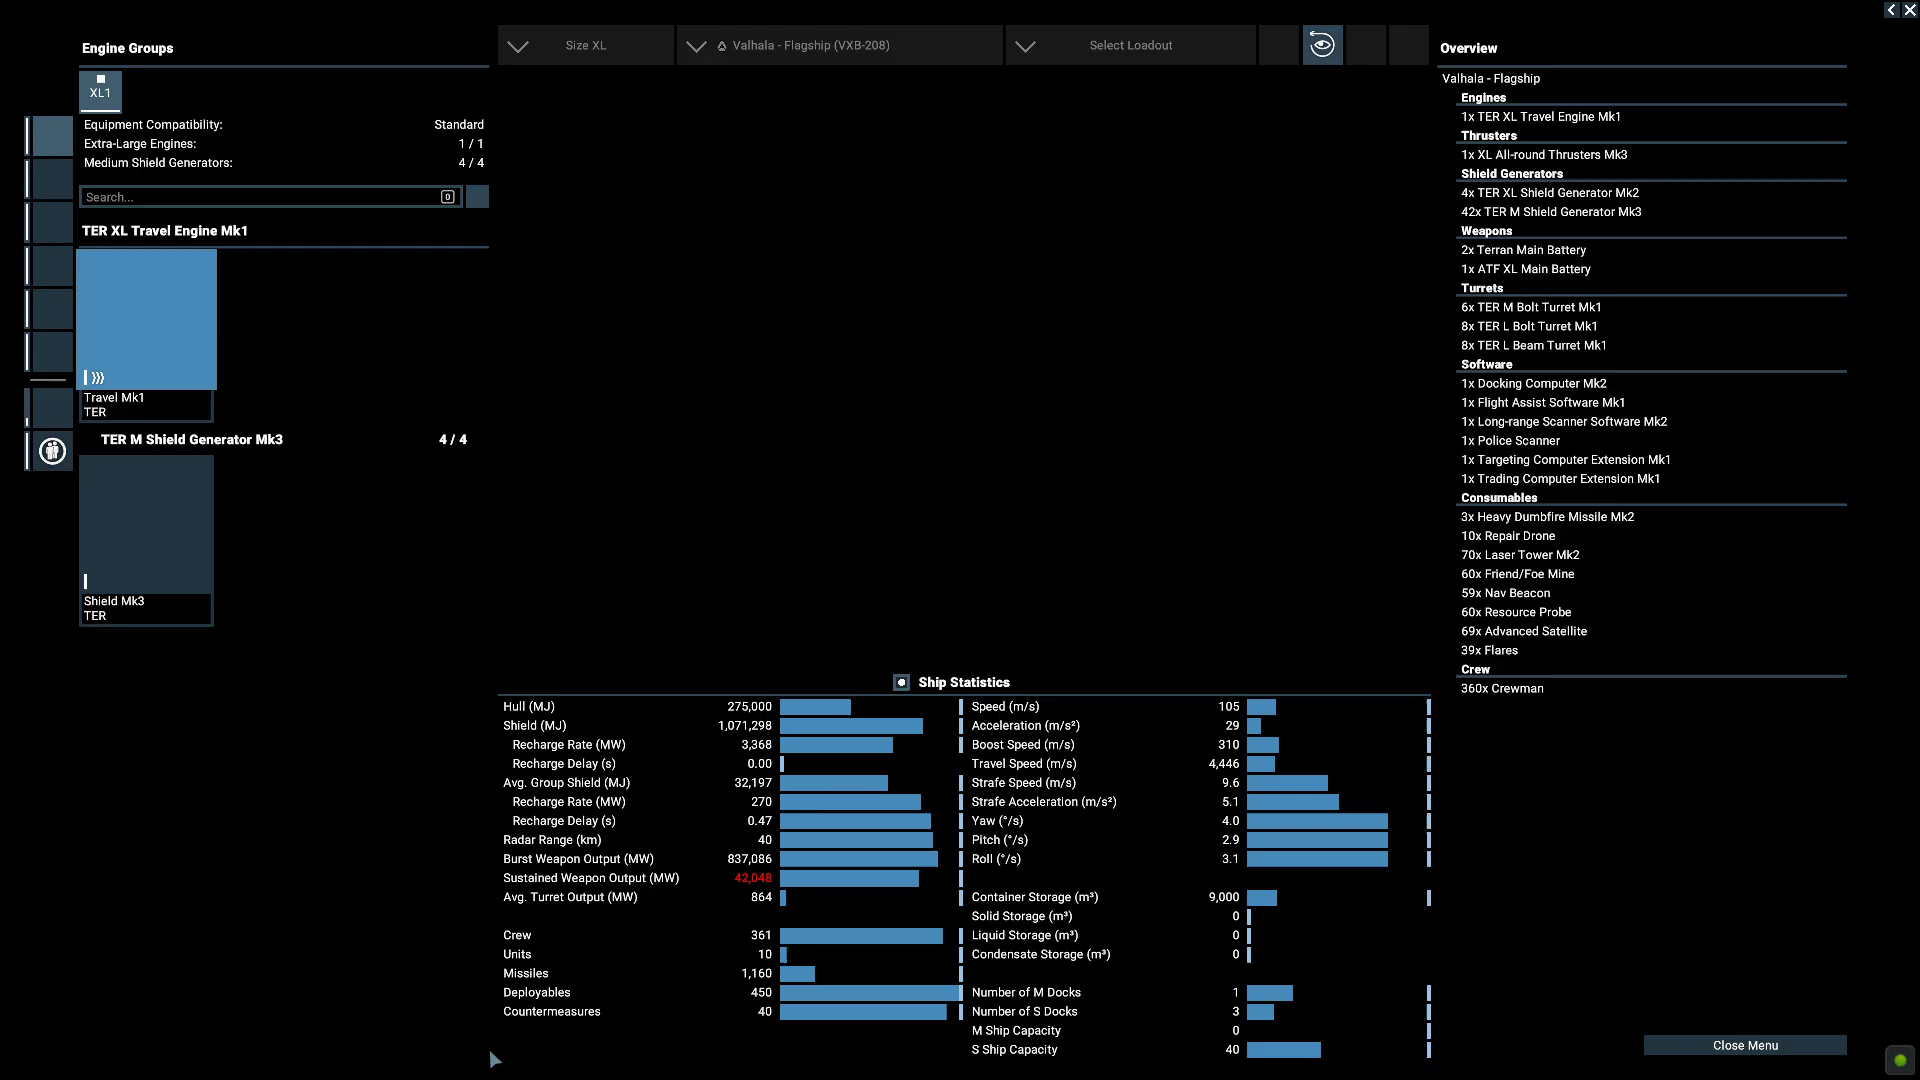 Engine Groups
XL1
Equipment Compatibility: Standard
Extra-Large Engines: 1 / 1
Medium Shield Generators: 4 / 4
Search... 0
TER XL Travel Engine Mk1
Travel Mk1
TER
TER M Shield Generator Mk3 4 / 4
Shield Mk3
TER
Size XL
Valhala - Flagship (VXB-208)
Select Loadout
Ship Statistics
Hull (MJ) 275,000
Shield (MJ) 1,071,298
Recharge Rate (MW) 3,368
Recharge Delay (s) 0.00
Avg. Group Shield (MJ) 32,197
Recharge Rate (MW) 270
Recharge Delay (s) 0.47
Radar Range (km) 40
Burst Weapon Output (MW) 837,086
Sustained Weapon Output (MW) 42,048
Avg. Turret Output (MW) 864
Crew 361
Units 10
Missiles 1,160
Deployables 450
Countermeasures 40
Speed (m/s) 105
Acceleration (m/s²) 29
Boost Speed (m/s) 310
Travel Speed (m/s) 4,446
Strafe Speed (m/s) 9.6
Strafe Acceleration (m/s²) 5.1
Yaw (°/s) 4.0
Pitch (°/s) 2.9
Roll (°/s) 3.1
Container Storage (m³) 9,000
Solid Storage (m³) 0
Liquid Storage (m³) 0
Condensate Storage (m³) 0
Number of M Docks 1
Number of S Docks 3
M Ship Capacity 0
S Ship Capacity 40
Overview
Valhala - Flagship
Engines
1x TER XL Travel Engine Mk1
Thrusters
1x XL All-round Thrusters Mk3
Shield Generators
4x TER XL Shield Generator Mk2
42x TER M Shield Generator Mk3
Weapons
2x Terran Main Battery
1x ATF XL Main Battery
Turrets
6x TER M Bolt Turret Mk1
8x TER L Bolt Turret Mk1
8x TER L Beam Turret Mk1
Software
1x Docking Computer Mk2
1x Flight Assist Software Mk1
1x Long-range Scanner Software Mk2
1x Police Scanner
1x Targeting Computer Extension Mk1
1x Trading Computer Extension Mk1
Consumables
3x Heavy Dumbfire Missile Mk2
10x Repair Drone
70x Laser Tower Mk2
60x Friend/Foe Mine
59x Nav Beacon
60x Resource Probe
69x Advanced Satellite
39x Flares
Crew
360x Crewman
Close Menu